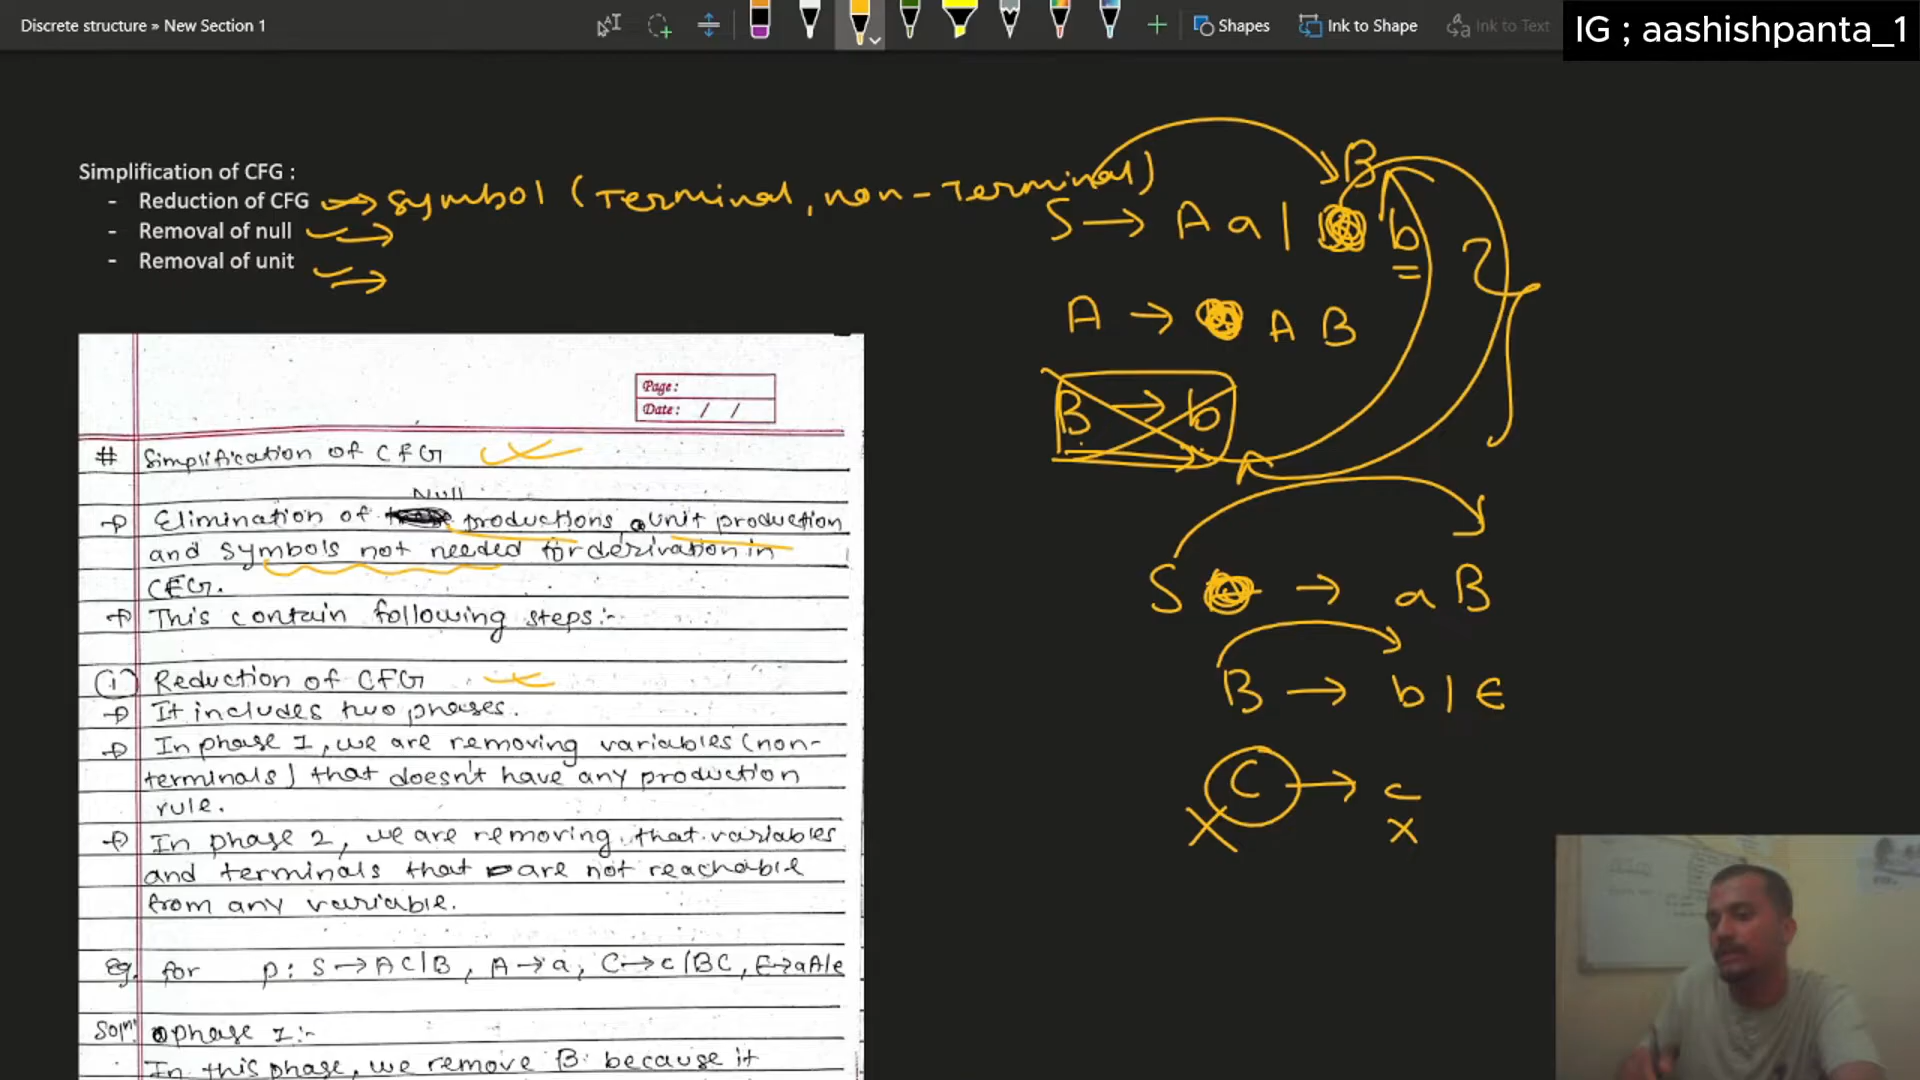 Discrete structure » New Section 1
Shapes
Ink to Shape
Ink to Text
IG ; aashishpanta_1
Simplification of CFG :
- Reduction of CFG → symbol (Terminal, non-Terminal)
- Removal of null →
- Removal of unit →
Page:
Date: / /
# Simplification of CFG
Null
→ Elimination of productions, unit production
and symbols not needed for derivation in
CFG.
→ This contain following steps:-
(i) Reduction of CFG
→ It includes two phases.
→ In phase 1, we are removing variables (non-
terminals) that doesn't have any production
rule.
→ In phase 2, we are removing that variables
and terminals that are not reachable
from any variable.
Eg. for p: S→AC|B, A→a, C→c|BC, E→aA|e
Solⁿ: phase 1:-
In this phase, we remove B because it
B
S → A a | b
A → A B
B → b
S → a B
B → b | ϵ
C → c
x x